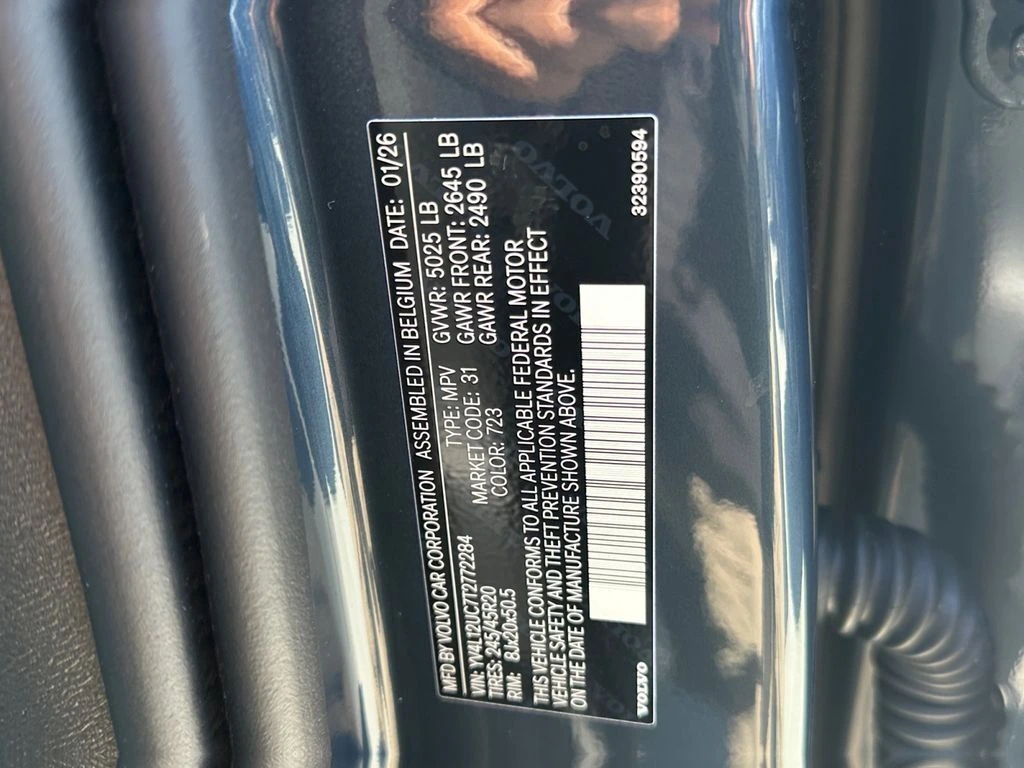 MFD BY VOLVO CAR CORPORATION ASSEMBLED IN BELGIUM DATE: 01/26
VIN: YV4L12UC7T2772284 TYPE: MPV GVWR: 5025 LB
TIRES: 245/45R20 MARKET CODE: 31 GAWR FRONT: 2645 LB
RIM: 8Jx20x50.5 COLOR: 723 GAWR REAR: 2490 LB
THIS VEHICLE CONFORMS TO ALL APPLICABLE FEDERAL MOTOR
VEHICLE SAFETY AND THEFT PREVENTION STANDARDS IN EFFECT
ON THE DATE OF MANUFACTURE SHOWN ABOVE.
VOLVO 32390594
VOLVO